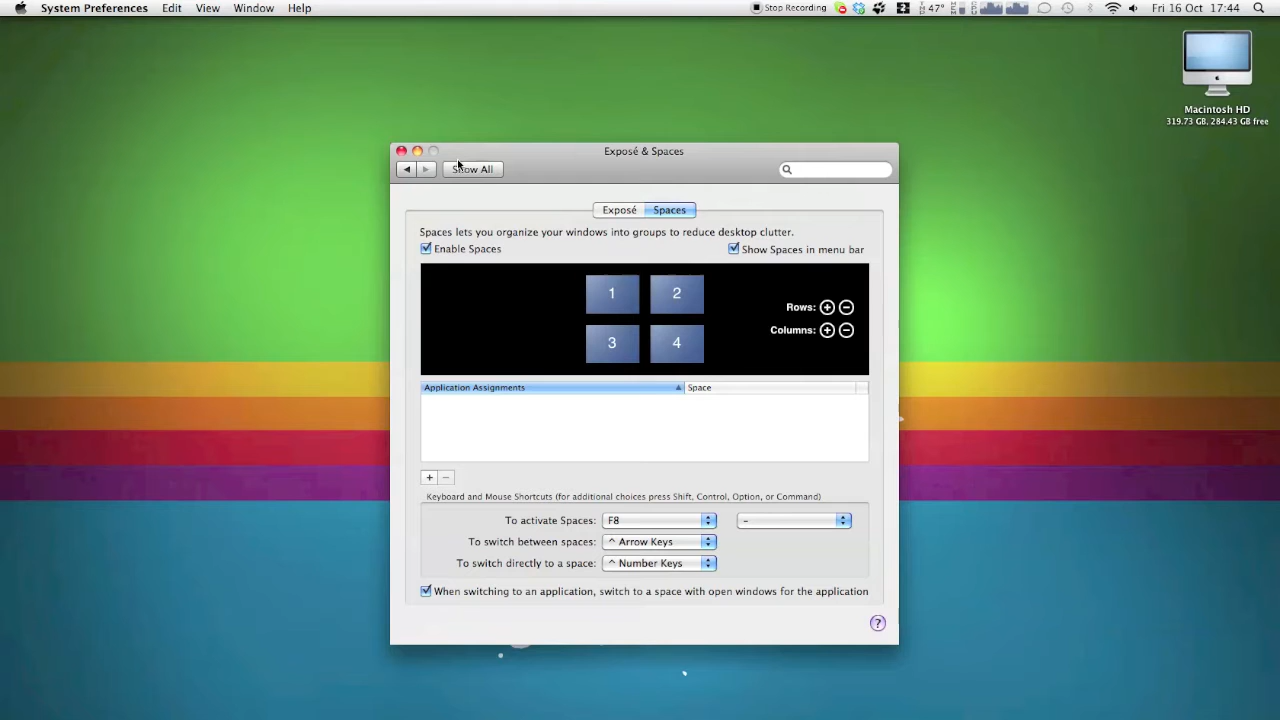 System Preferences Edit View Window Help
Stop Recording 2 47° Fri 16 Oct 17:44
Macintosh HD
319.73 GB, 284.43 GB free
Exposé & Spaces
Show All
Exposé Spaces
Spaces lets you organize your windows into groups to reduce desktop clutter.
Enable Spaces Show Spaces in menu bar
1 2
Rows:
Columns:
3 4
Application Assignments Space
Keyboard and Mouse Shortcuts (for additional choices press Shift, Control, Option, or Command)
To activate Spaces: F8 –
To switch between spaces: ^ Arrow Keys
To switch directly to a space: ^ Number Keys
When switching to an application, switch to a space with open windows for the application
?